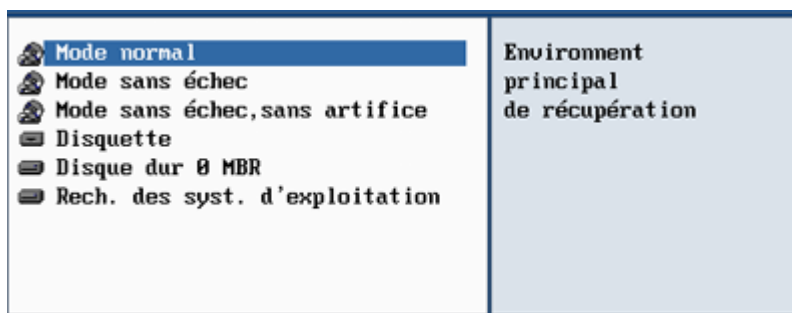 Mode normal
Mode sans échec
Mode sans échec,sans artifice
Disquette
Disque dur 0 MBR
Rech. des syst. d'exploitation
Environment
principal
de récupération